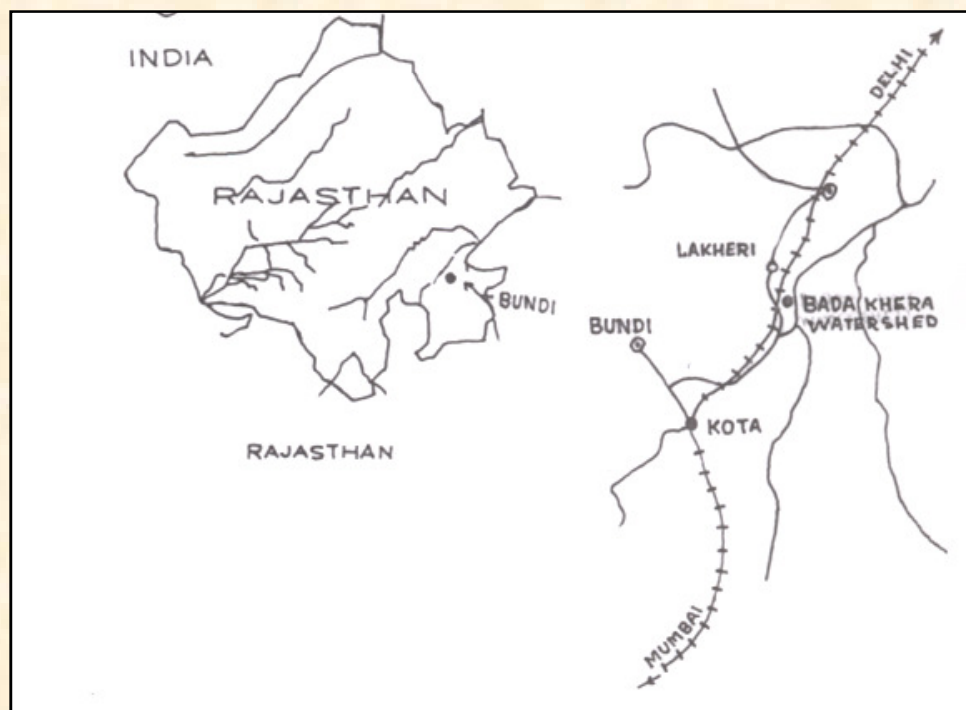 INDIA
RAJASTHAN
BUNDI
RAJASTHAN
DELHI
LAKHERI
BADA KHERA
WATERSHED
BUNDI
KOTA
MUMBAI